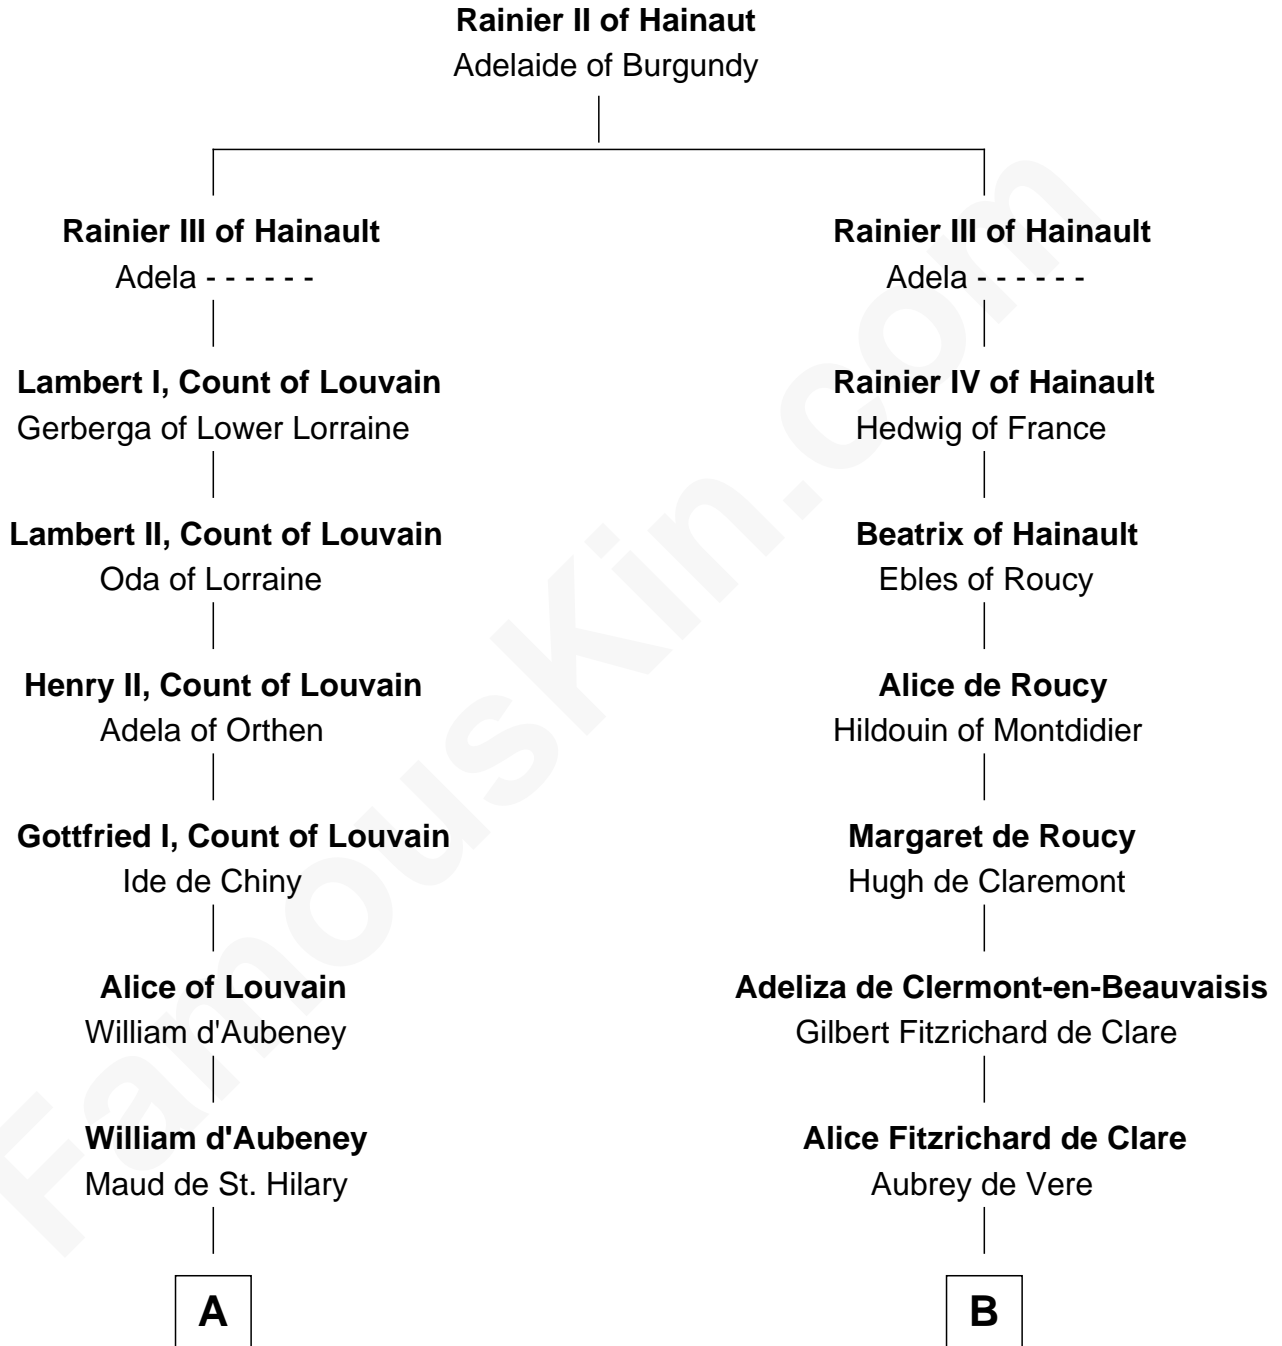 Rainier II of Hainaut
Adelaide of Burgundy
Rainier III of Hainault
Adela - - - - - -
Lambert I, Count of Louvain
Gerberga of Lower Lorraine
Lambert II, Count of Louvain
Oda of Lorraine
Henry II, Count of Louvain
Adela of Orthen
Gottfried I, Count of Louvain
Ide de Chiny
Alice of Louvain
William d'Aubeney
William d'Aubeney
Maud de St. Hilary
A
Rainier III of Hainault
Adela - - - - - -
Rainier IV of Hainault
Hedwig of France
Beatrix of Hainault
Ebles of Roucy
Alice de Roucy
Hildouin of Montdidier
Margaret de Roucy
Hugh de Claremont
Adeliza de Clermont-en-Beauvaisis
Gilbert Fitzrichard de Clare
Alice Fitzrichard de Clare
Aubrey de Vere
B
FamousKin.com